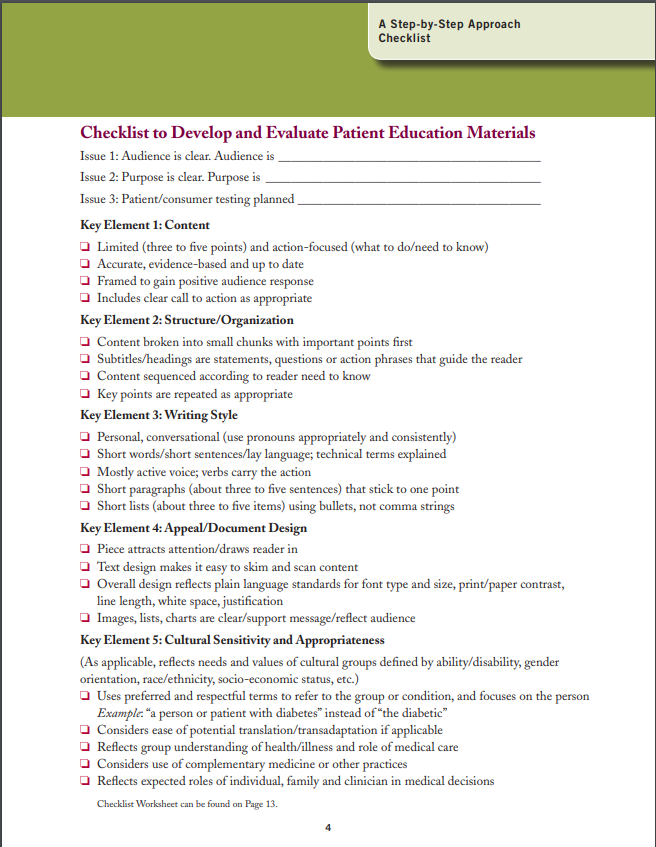 A Step-by-Step Approach
Checklist
Checklist to Develop and Evaluate Patient Education Materials
Issue 1: Audience is clear. Audience is ______________________________________
Issue 2: Purpose is clear. Purpose is ________________________________________
Issue 3: Patient/consumer testing planned ___________________________________
Key Element 1: Content
❏ Limited (three to five points) and action-focused (what to do/need to know)
❏ Accurate, evidence-based and up to date
❏ Framed to gain positive audience response
❏ Includes clear call to action as appropriate
Key Element 2: Structure/Organization
❏ Content broken into small chunks with important points first
❏ Subtitles/headings are statements, questions or action phrases that guide the reader
❏ Content sequenced according to reader need to know
❏ Key points are repeated as appropriate
Key Element 3: Writing Style
❏ Personal, conversational (use pronouns appropriately and consistently)
❏ Short words/short sentences/lay language; technical terms explained
❏ Mostly active voice; verbs carry the action
❏ Short paragraphs (about three to five sentences) that stick to one point
❏ Short lists (about three to five items) using bullets, not comma strings
Key Element 4: Appeal/Document Design
❏ Piece attracts attention/draws reader in
❏ Text design makes it easy to skim and scan content
❏ Overall design reflects plain language standards for font type and size, print/paper contrast,
line length, white space, justification
❏ Images, lists, charts are clear/support message/reflect audience
Key Element 5: Cultural Sensitivity and Appropriateness
(As applicable, reflects needs and values of cultural groups defined by ability/disability, gender
orientation, race/ethnicity, socio-economic status, etc.)
❏ Uses preferred and respectful terms to refer to the group or condition, and focuses on the person
Example: “a person or patient with diabetes” instead of “the diabetic”
❏ Considers ease of potential translation/transadaptation if applicable
❏ Reflects group understanding of health/illness and role of medical care
❏ Considers use of complementary medicine or other practices
❏ Reflects expected roles of individual, family and clinician in medical decisions
Checklist Worksheet can be found on Page 13.
4